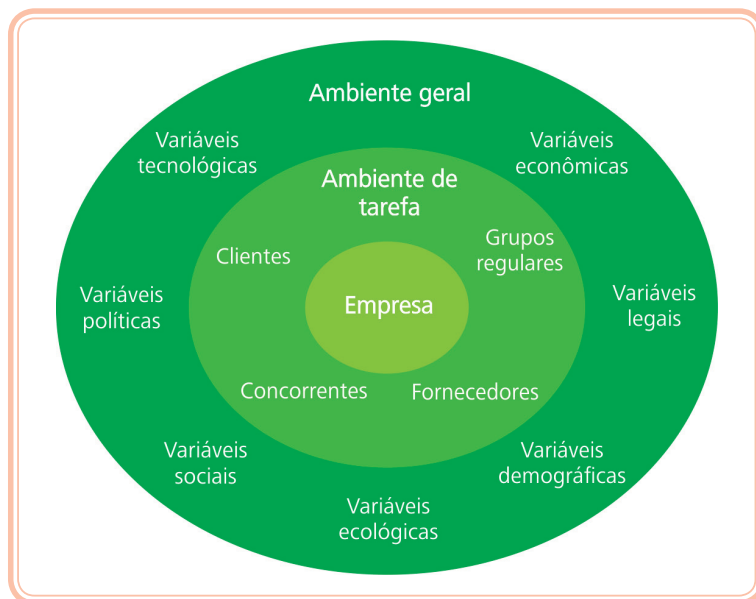 Ambiente geral
Variáveis
tecnológicas
Variáveis
econômicas
Ambiente de
tarefa
Clientes
Grupos
regulares
Variáveis
políticas
Empresa
Variáveis
legais
Concorrentes
Fornecedores
Variáveis
sociais
Variáveis
demográficas
Variáveis
ecológicas